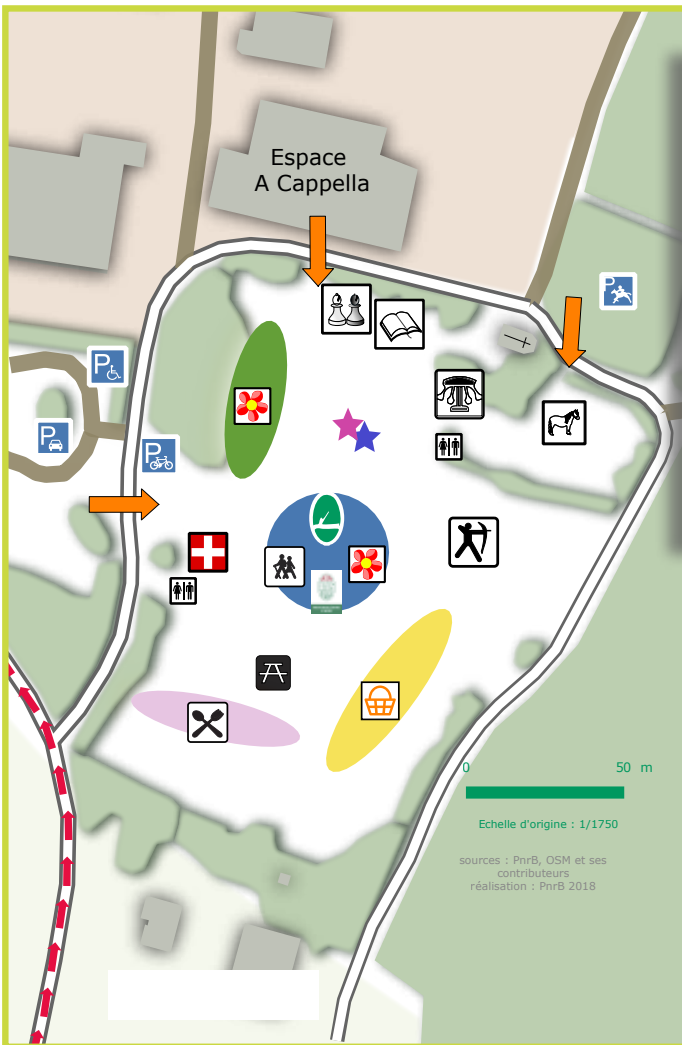 Espace
A Cappella
P
P
P
P
0 50 m
Echelle d'origine : 1/1750
sources : PnrB, OSM et ses
contributeurs
réalisation : PnrB 2018